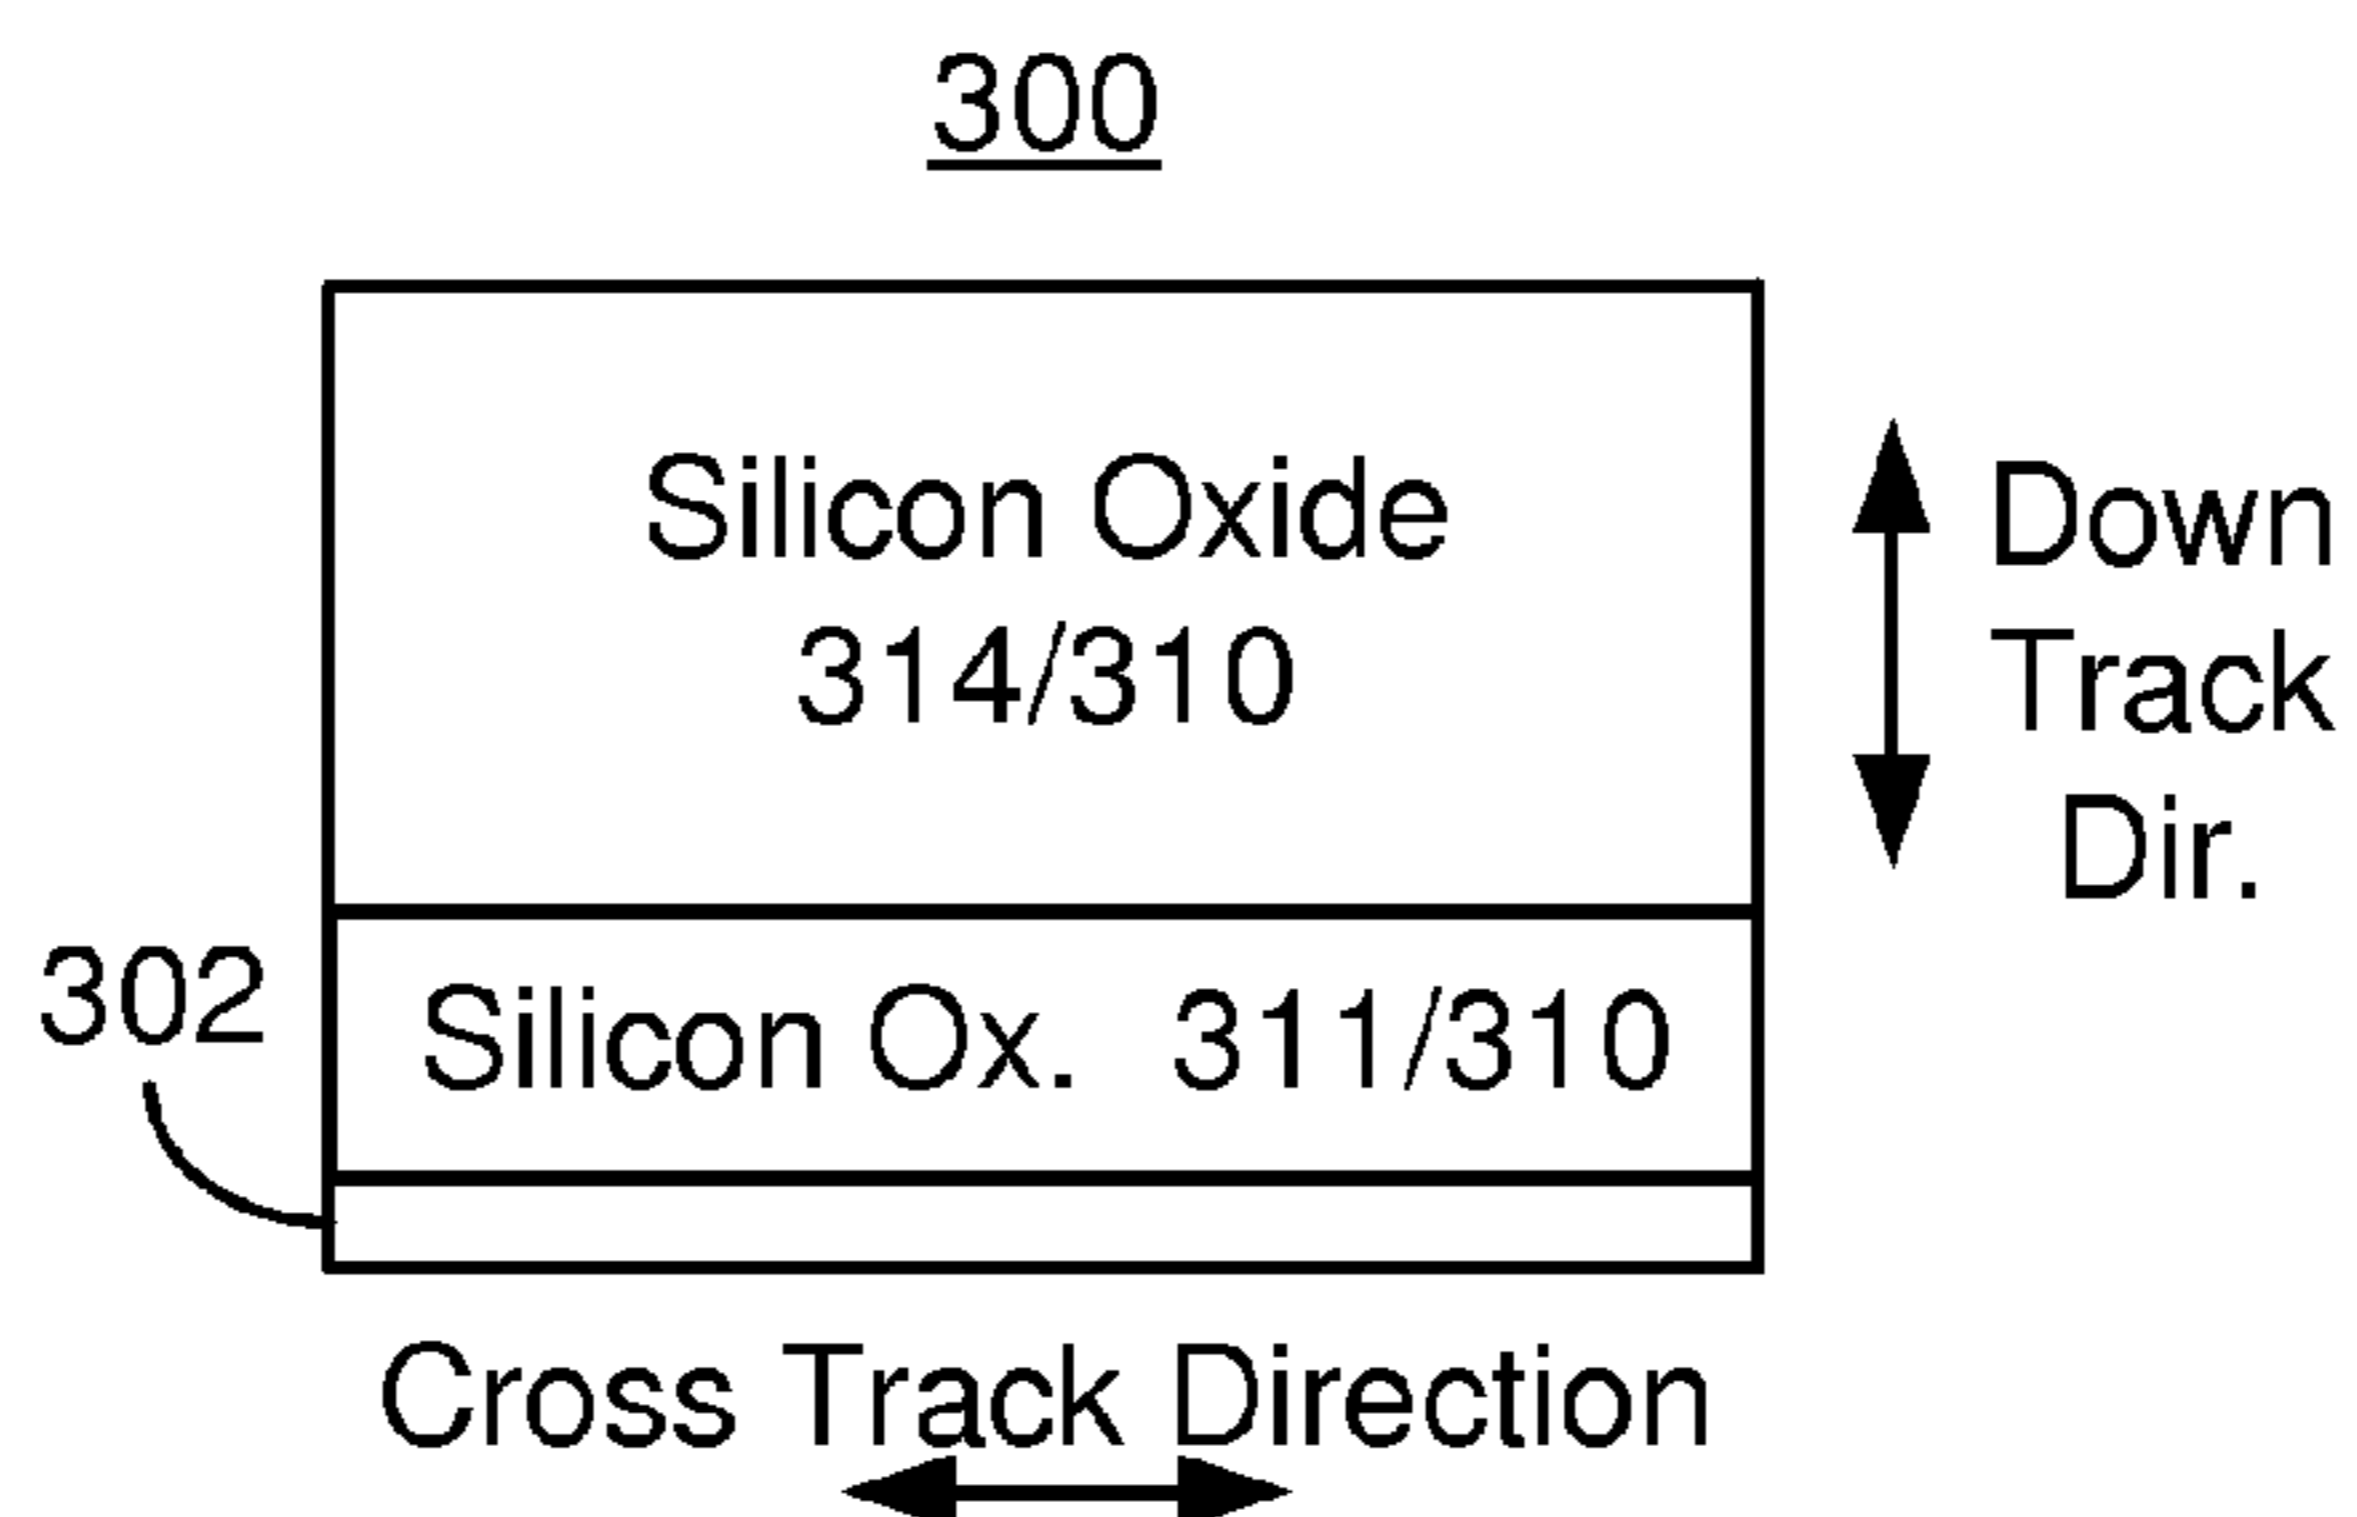 300
Silicon Oxide
314/310
Down
Track
Dir.
302
Silicon Ox. 311/310
Cross Track Direction